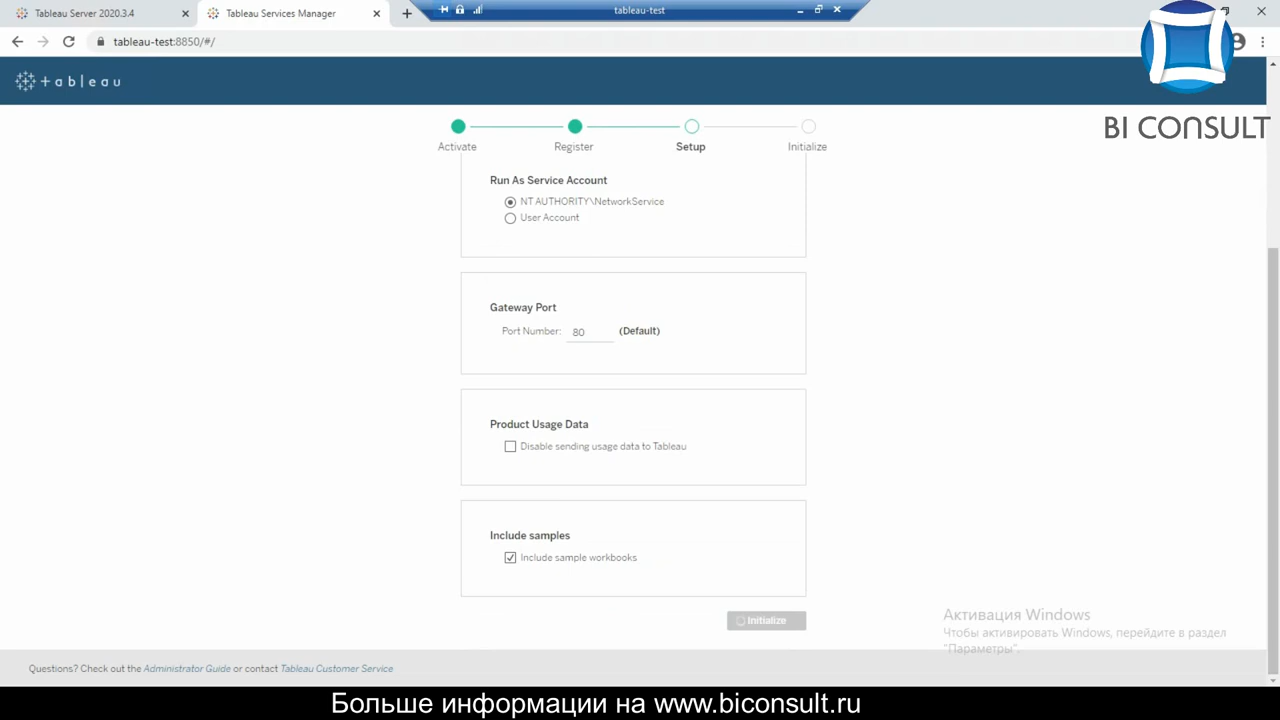 Tableau Server 2020.3.4
Tableau Services Manager
tableau-test
tableau-test:8850/#/
+ableau
BI CONSULT
Activate
Register
Setup
Initialize
Run As Service Account
NT AUTHORITY\NetworkService
User Account
Gateway Port
Port Number: 80 (Default)
Product Usage Data
Disable sending usage data to Tableau
Include samples
Include sample workbooks
Initialize
Активация Windows
Чтобы активировать Windows, перейдите в раздел
"Параметры".
Questions? Check out the Administrator Guide or contact Tableau Customer Service
Больше информации на www.biconsult.ru